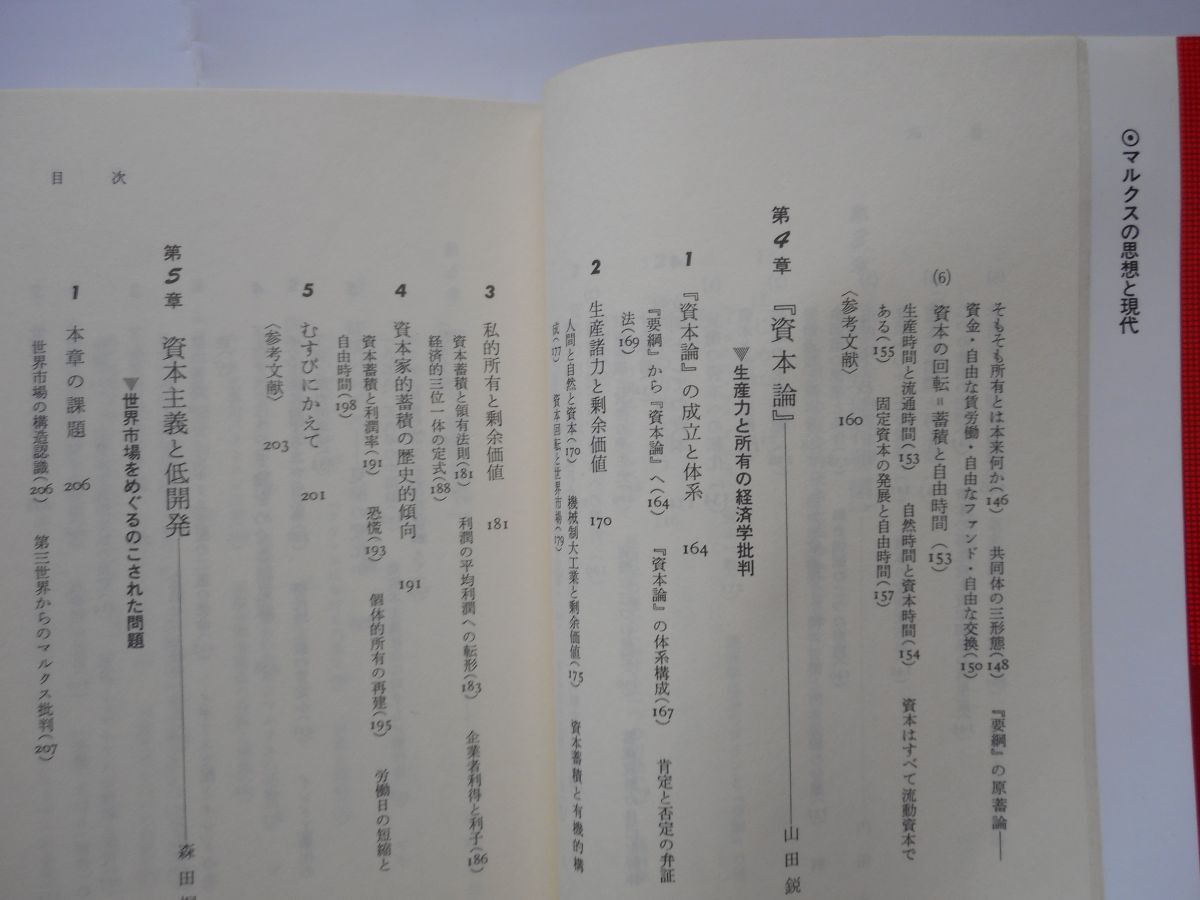 ⦿マルクスの思想と現代
そもそも所有とは本来何か(146)　共同体の三形態(148)　『要綱』の原蓄論――
資金・自由な賃労働・自由なファンド・自由な交換(150)
(6)　資本の回転＝蓄積と自由時間 (153)
生産時間と流通時間(153)　自然時間と資本時間(154)　資本はすべて流動資本で
ある(155)　固定資本の発展と自由時間(157)
〈参考文献〉　160
第4章　『資本論』――山田鋭
▼生産力と所有の経済学批判
1　『資本論』の成立と体系　164
『要綱』から『資本論』へ(164)　『資本論』の体系構成(167)　肯定と否定の弁証
法(169)
2　生産諸力と剰余価値　170
人間と自然と資本(170)　機械制大工業と剰余価値(175)　資本蓄積と有機的構
成(177)　資本回転と世界市場(179)
3　私的所有と剰余価値　181
資本蓄積と領有法則(181)　利潤の平均利潤への転形(183)　企業者利得と利子(186)
経済的三位一体の定式(188)
4　資本家的蓄積の歴史的傾向　191
資本蓄積と利潤率(191)　恐慌(193)　個体的所有の再建(195)　労働日の短縮と
自由時間(198)
5　むすびにかえて　201
〈参考文献〉　203
目　次
第5章　資本主義と低開発――森田
▼世界市場をめぐるのこされた問題
1　本章の課題　206
世界市場の構造認識(206)　第三世界からのマルクス批判(207)